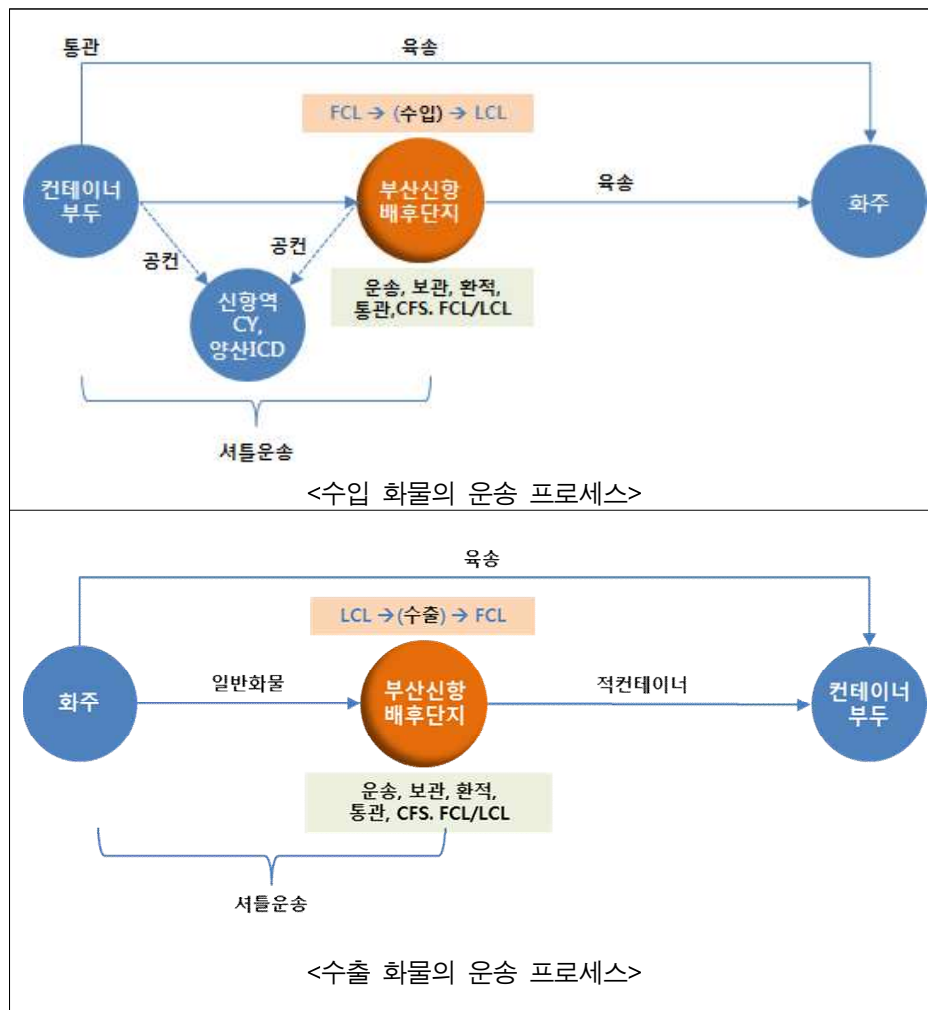 통관
육송
FCL → (수입) → LCL
컨테이너
부두
부산신항
배후단지
육송
화주
공컨
공컨
신항역
CY,
양산ICD
운송, 보관, 환적,
통관,CFS. FCL/LCL
셔틀운송
<수입 화물의 운송 프로세스>
육송
LCL →(수출) → FCL
화주
일반화물
부산신항
배후단지
적컨테이너
컨테이너
부두
운송, 보관, 환적,
통관, CFS. FCL/LCL
셔틀운송
<수출 화물의 운송 프로세스>